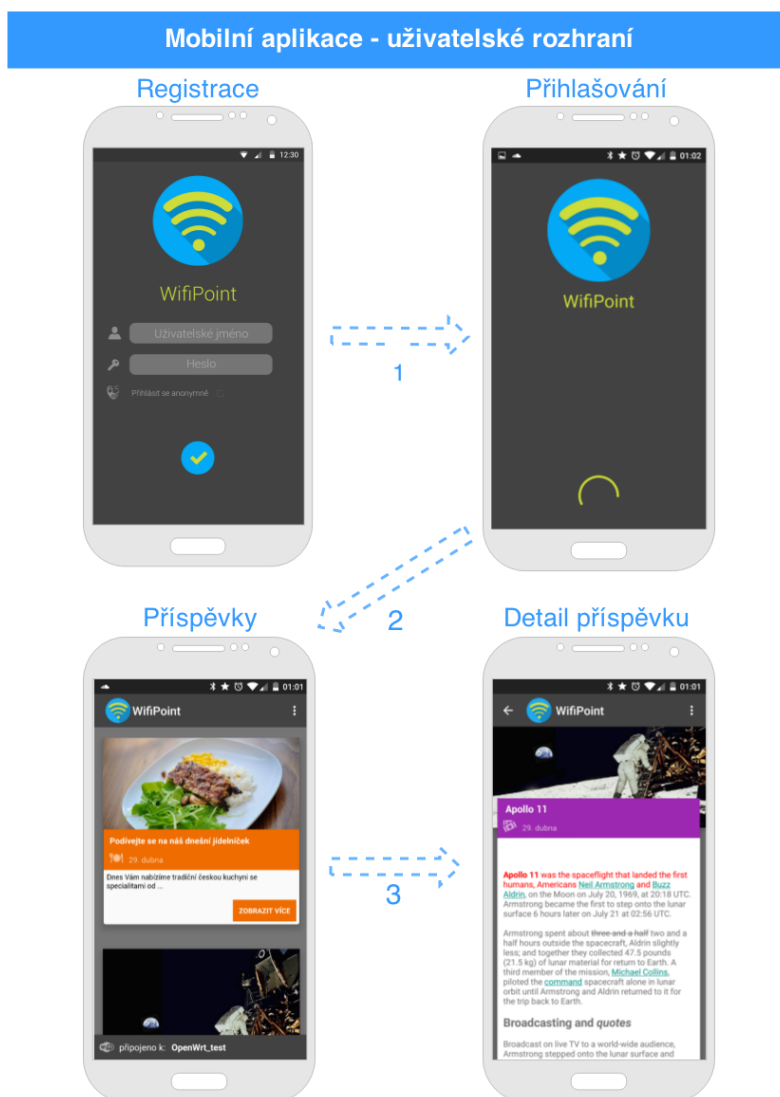 Mobilní aplikace - uživatelské rozhraní
Registrace
12:30
WifiPoint
Uživatelské jméno
Heslo
Přihlásit se anonymně
1
Přihlašování
01:02
WifiPoint
2
Příspěvky
01:01
WifiPoint
Podívejte se na náš dnešní jídelníček
29. dubna
Dnes Vám nabízíme tradiční českou kuchyni se
specialitami od ...
ZOBRAZIT VÍCE
připojeno k: OpenWrt_test
3
Detail příspěvku
01:01
WifiPoint
Apollo 11
29. dubna
Apollo 11 was the spaceflight that landed the first
humans, Americans Neil Armstrong and Buzz
Aldrin, on the Moon on July 20, 1969, at 20:18 UTC.
Armstrong became the first to step onto the lunar
surface 6 hours later on July 21 at 02:56 UTC.
Armstrong spent about three and a half two and a
half hours outside the spacecraft, Aldrin slightly
less; and together they collected 47.5 pounds
(21.5 kg) of lunar material for return to Earth. A
third member of the mission, Michael Collins,
piloted the command spacecraft alone in lunar
orbit until Armstrong and Aldrin returned to it for
the trip back to Earth.
Broadcasting and quotes
Broadcast on live TV to a world-wide audience,
Armstrong stepped onto the lunar surface and